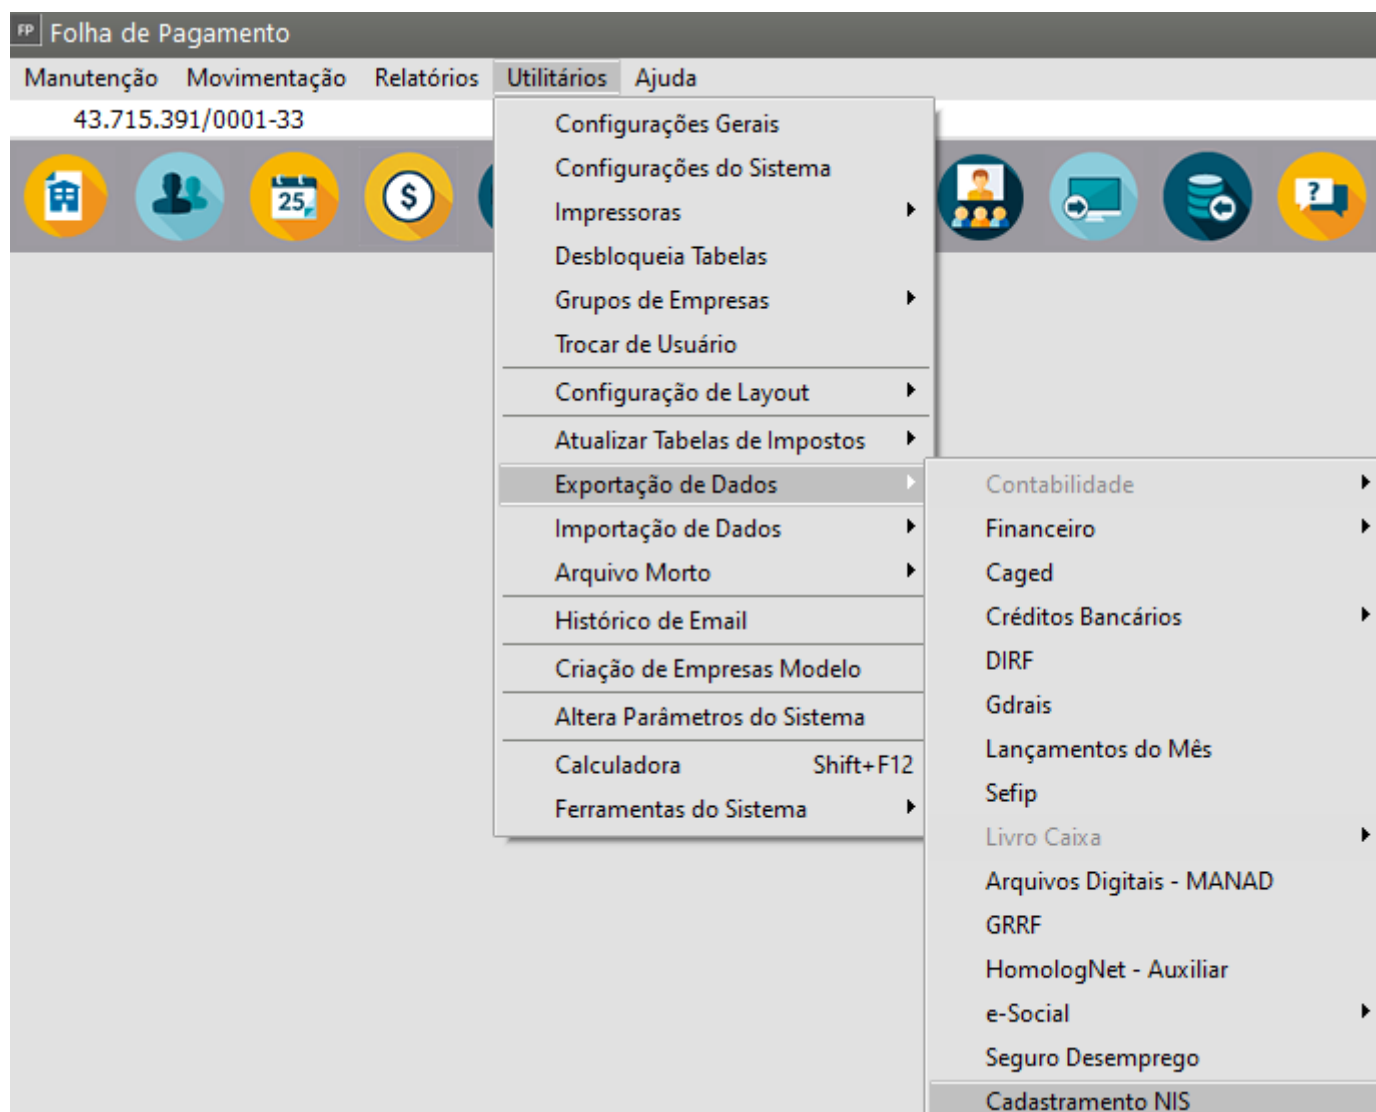 FP Folha de Pagamento
Manutenção Movimentação Relatórios Utilitários Ajuda
43.715.391/0001-33
25
$
?
Configurações Gerais
Configurações do Sistema
Impressoras
Desbloqueia Tabelas
Grupos de Empresas
Trocar de Usuário
Configuração de Layout
Atualizar Tabelas de Impostos
Exportação de Dados
Importação de Dados
Arquivo Morto
Histórico de Email
Criação de Empresas Modelo
Altera Parâmetros do Sistema
Calculadora Shift+F12
Ferramentas do Sistema
Contabilidade
Financeiro
Caged
Créditos Bancários
DIRF
Gdrais
Lançamentos do Mês
Sefip
Livro Caixa
Arquivos Digitais - MANAD
GRRF
HomologNet - Auxiliar
e-Social
Seguro Desemprego
Cadastramento NIS